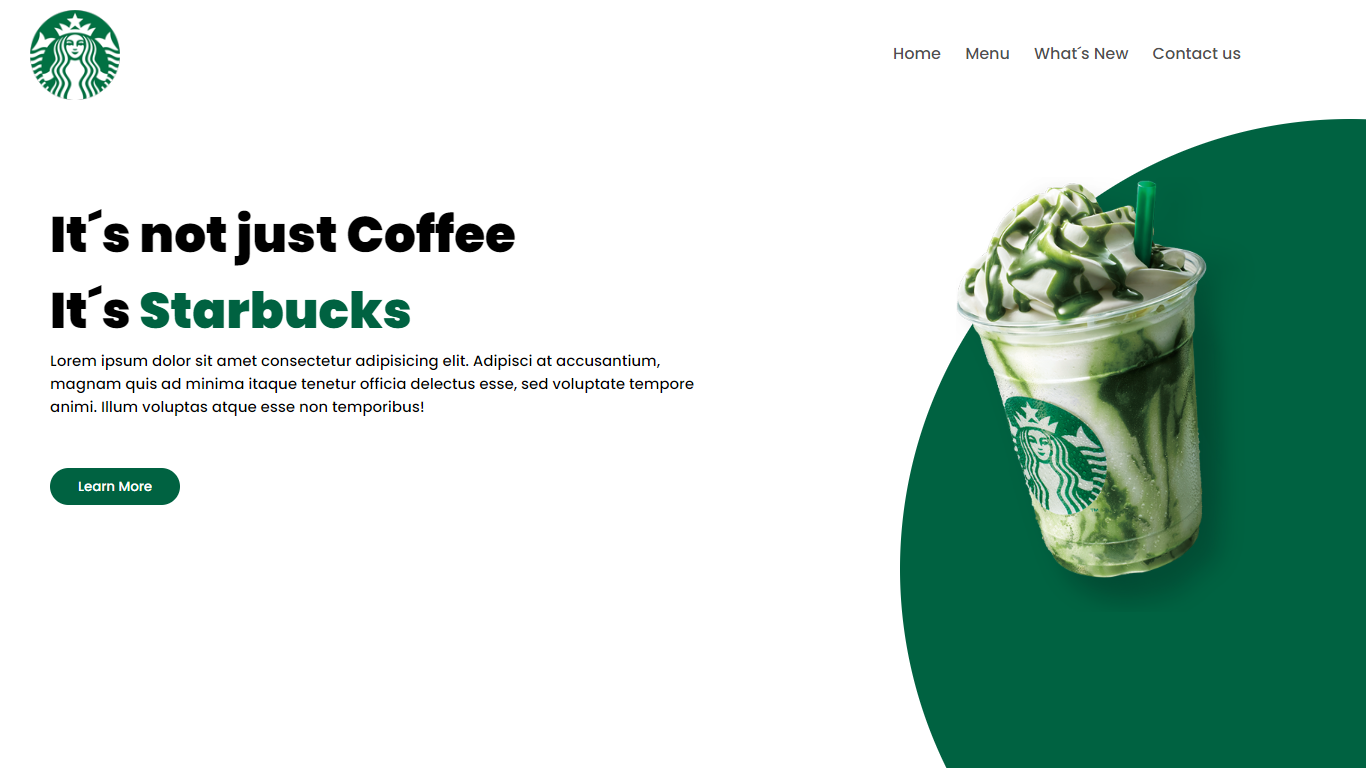 Home Menu What´s New Contact us
It´s not just Coffee
It´s Starbucks
Lorem ipsum dolor sit amet consectetur adipisicing elit. Adipisci at accusantium,
magnam quis ad minima itaque tenetur officia delectus esse, sed voluptate tempore
animi. Illum voluptas atque esse non temporibus!
Learn More